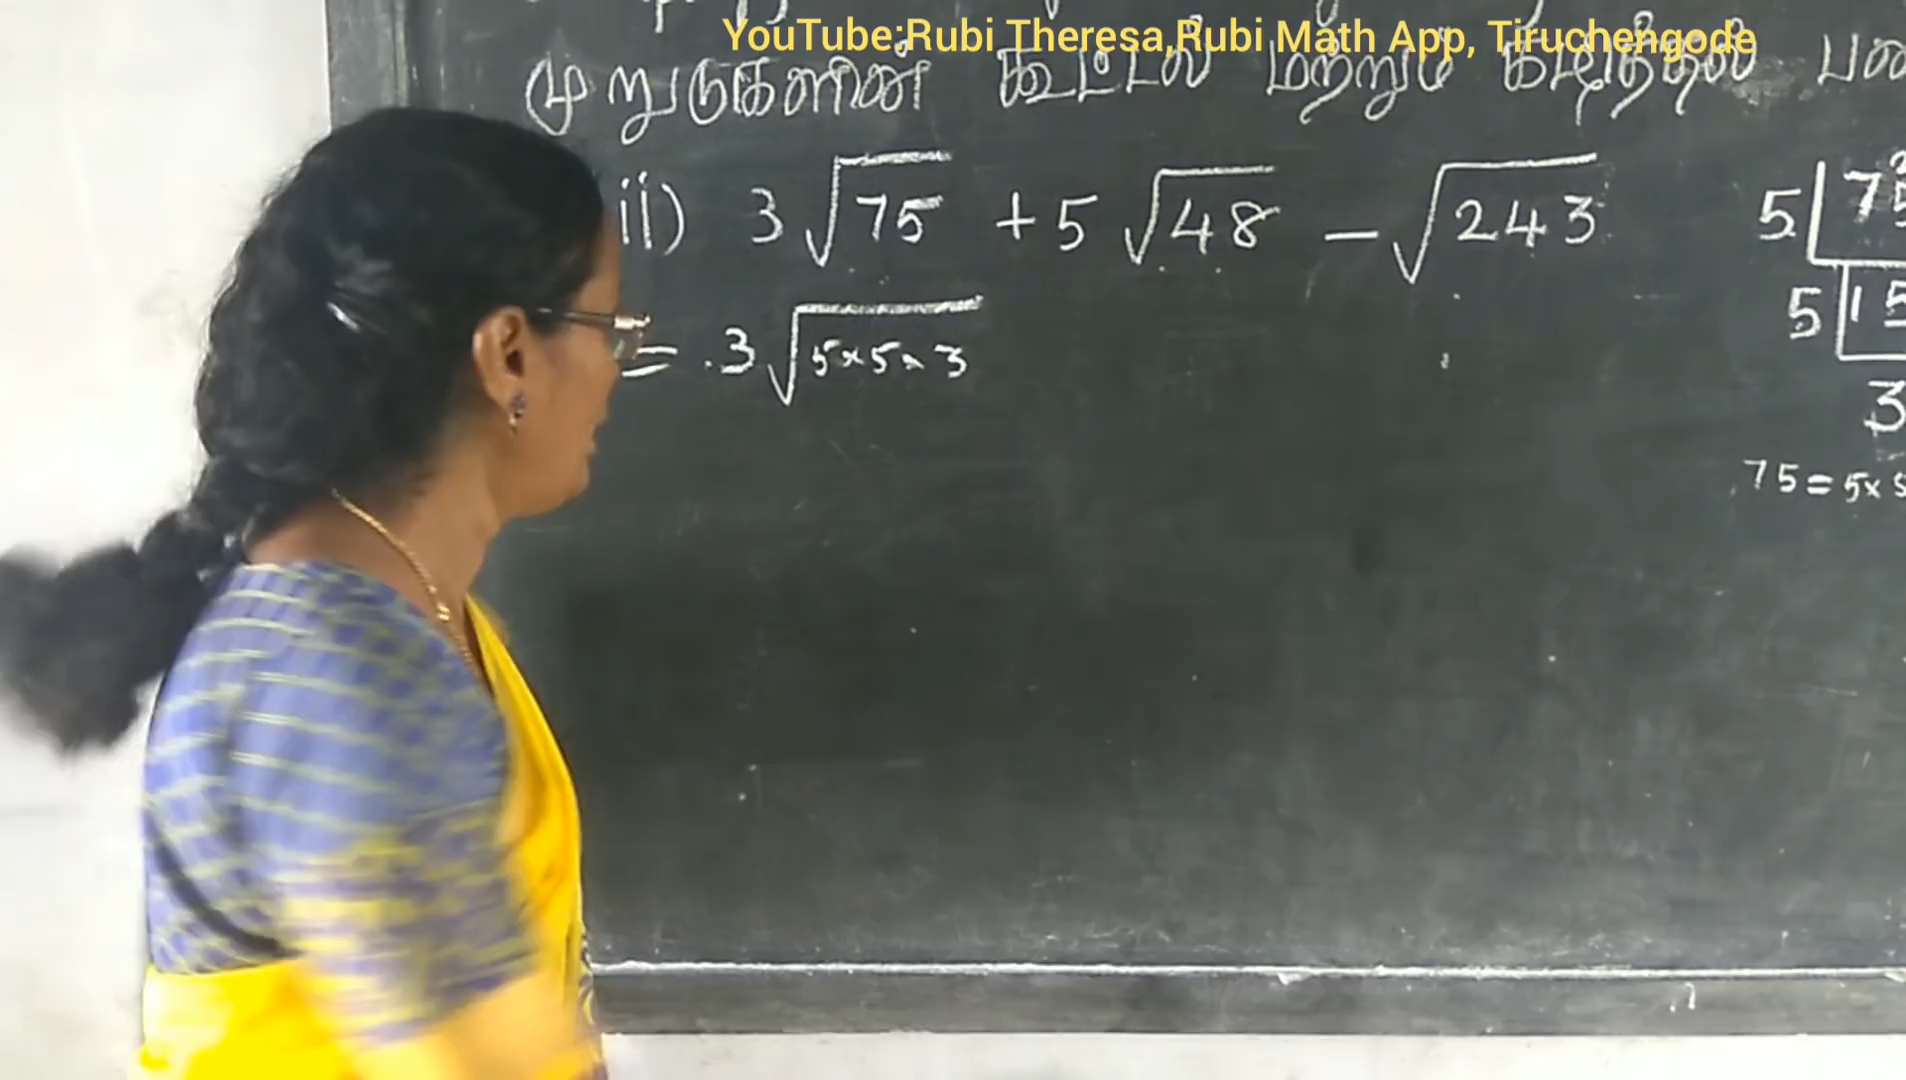 YouTube:Rubi Theresa,Rubi Math App, Tiruchengode
முறுடுகளின் கூட்டல் மற்றும் கழித்தல்
ii) 3√75 + 5√48 − √243
= 3√5×5×3
5 75
5 15
3
75 = 5×5